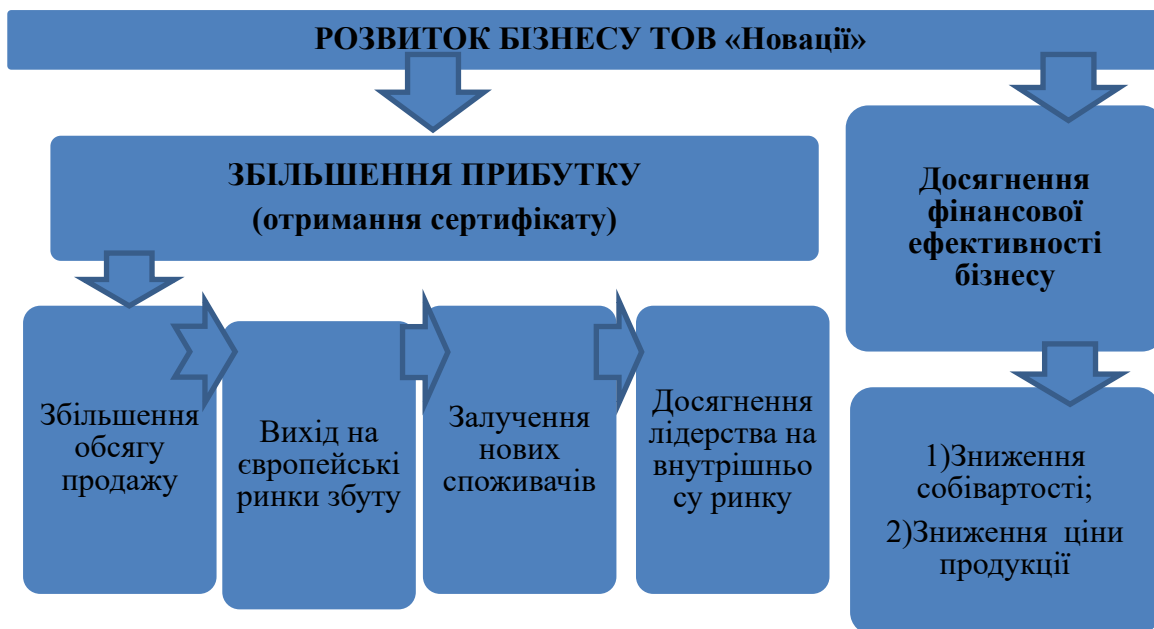 РОЗВИТОК БІЗНЕСУ ТОВ «Новації»
ЗБІЛЬШЕННЯ ПРИБУТКУ
(отримання сертифікату)
Досягнення
фінансової
ефективності
бізнесу
Збільшення
обсягу
продажу
Вихід на
європейські
ринки збуту
Залучення
нових
споживачів
Досягнення
лідерства на
внутрішньо
су ринку
1)Зниження
собівартості;
2)Зниження ціни
продукції